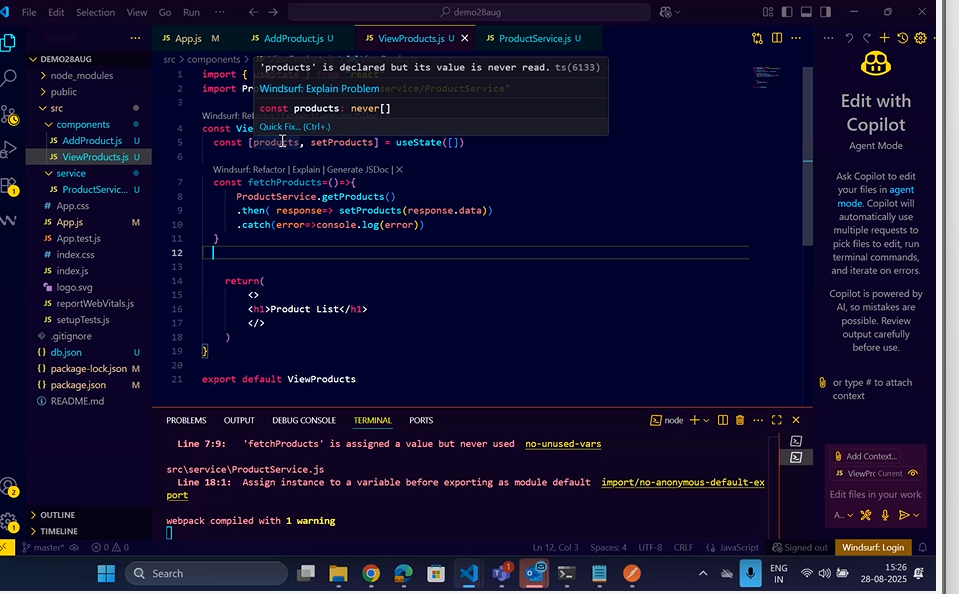 File Edit Selection View Go Run ··· demo28aug
App.js M
AddProduct.js U
ViewProducts.js U
ProductService.js U
DEMO28AUG
node_modules
public
src
components
AddProduct.js U
ViewProducts.js U
service
ProductServic... U
App.css
App.js M
App.test.js
index.css
index.js
logo.svg
reportWebVitals.js
setupTests.js
.gitignore
db.json U
package-lock.json M
package.json M
README.md
OUTLINE
TIMELINE
src > components >
'products' is declared but its value is never read. ts(6133)
Windsurf: Explain Problem
const products: never[]
Quick Fix... (Ctrl+.)
1 import {
2 import Pr
3
Windsurf: Refac
4 const Vie
5 const [products, setProducts] = useState([])
6
Windsurf: Refactor | Explain | Generate JSDoc | X
7 const fetchProducts=()=>{
8 ProductService.getProducts()
9 .then( response=> setProducts(response.data))
10 .catch(error=>console.log(error))
11 }
12
13
14 return(
15 <>
16 <h1>Product List</h1>
17 </>
18 )
19 }
20
21 export default ViewProducts
PROBLEMS OUTPUT DEBUG CONSOLE TERMINAL PORTS
node
Line 7:9: 'fetchProducts' is assigned a value but never used no-unused-vars
src\service\ProductService.js
Line 18:1: Assign instance to a variable before exporting as module default import/no-anonymous-default-ex
port
webpack compiled with 1 warning
Edit with
Copilot
Agent Mode
Ask Copilot to edit
your files in agent
mode. Copilot will
automatically use
multiple requests to
pick files to edit, run
terminal commands,
and iterate on errors.
Copilot is powered by
AI, so mistakes are
possible. Review
output carefully
before use.
or type # to attach
context
Add Context...
JS ViewPrc Current
Edit files in your work
A..
master* 0 0 Ln 12, Col 3 Spaces: 4 UTF-8 CRLF JavaScript Signed out Windsurf: Login
Search
ENG
IN
15:26
28-08-2025